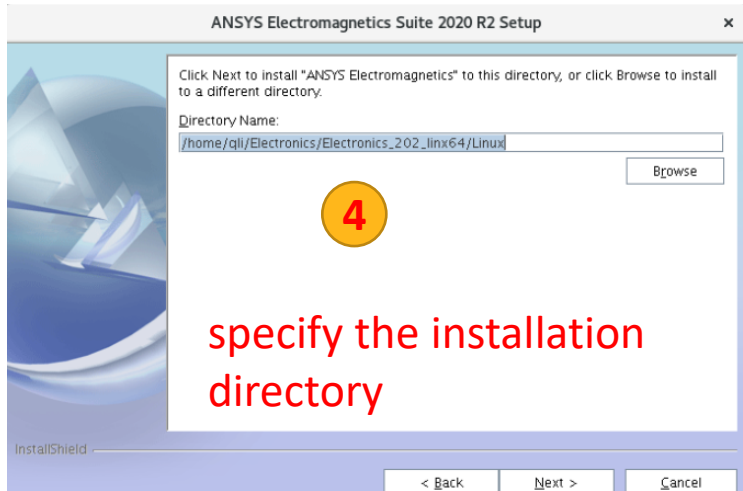 ANSYS Electromagnetics Suite 2020 R2 Setup ×
Click Next to install "ANSYS Electromagnetics" to this directory, or click Browse to install
to a different directory.
Directory Name:
/home/qli/Electronics/Electronics_202_linx64/Linux
Browse
4
specify the installation
directory
InstallShield
< Back Next > Cancel